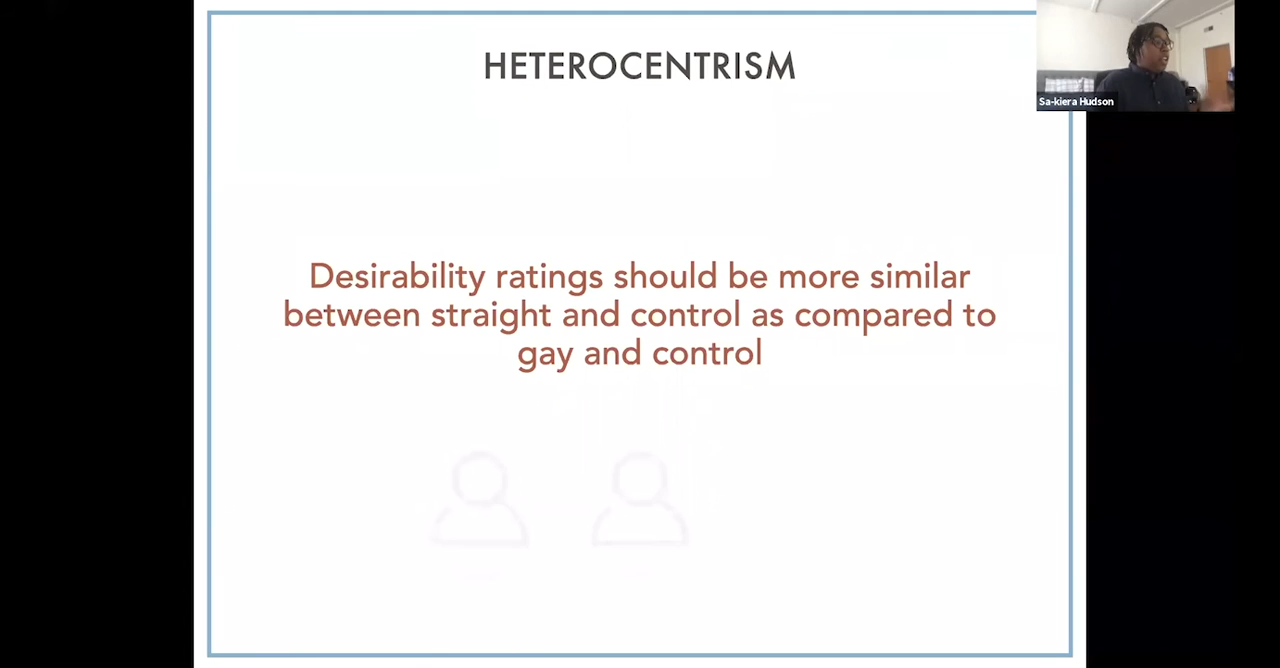 HETEROCENTRISM
Sa-kiera Hudson
Desirability ratings should be more similar
between straight and control as compared to
gay and control